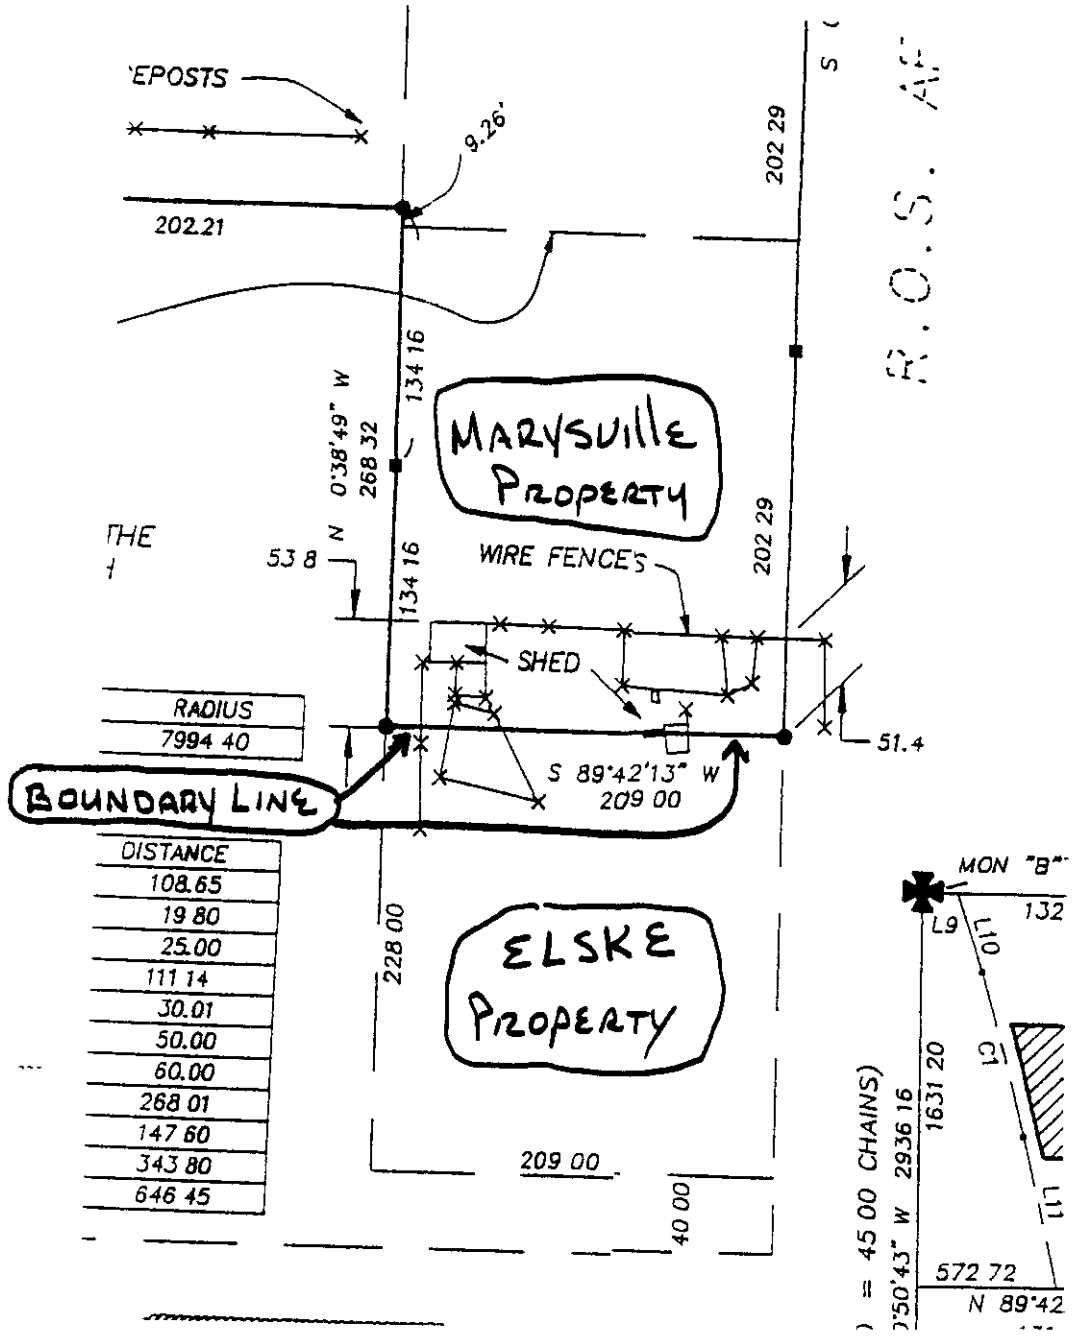 'EPOSTS
9.26'
S (
202 29
R.O.S. AF
202.21
134 16
N 0°38'49" W
268 32
MARYSVILLE
PROPERTY
THE
53 8
WIRE FENCES
202 29
134 16
SHED
RADIUS
7994 40
51.4
S 89°42'13" W
209 00
BOUNDARY LINE
DISTANCE
108.65
19 80
25.00
111 14
30.01
50.00
60.00
268 01
147 60
343 80
646 45
228 00
ELSKE
PROPERTY
209 00
40 00
MON "B"
132
L9
L10
C1
L11
1631 20
) = 45 00 CHAINS)
0°50'43" W 2936 16
572 72
N 89°42